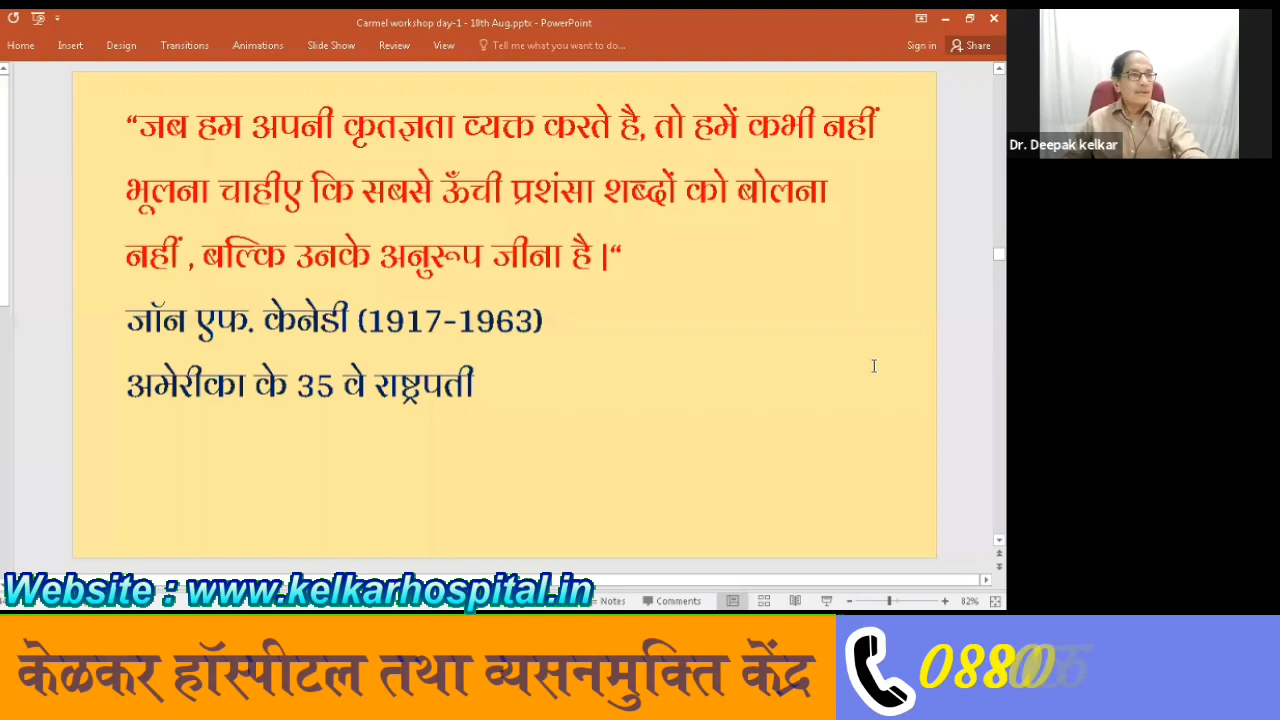 Carmel workshop day-1 - 10th Aug.pptx - PowerPoint
Home Insert Design Transitions Animations Slide Show Review View Tell me what you want to do... Sign in Share
“जब हम अपनी कृतज्ञता व्यक्त करते है, तो हमें कभी नहीं
भूलना चाहीए कि सबसे ऊँची प्रशंसा शब्दों को बोलना
नहीं , बल्कि उनके अनुरूप जीना है |“
जॉन एफ. केनेडी (1917-1963)
अमेरीका के 35 वे राष्ट्रपती
Dr. Deepak kelkar
Website : www.kelkarhospital.in
Notes Comments 82%
केळकर हॉस्पीटल तथा व्यसनमुक्ति केंद्र
0880